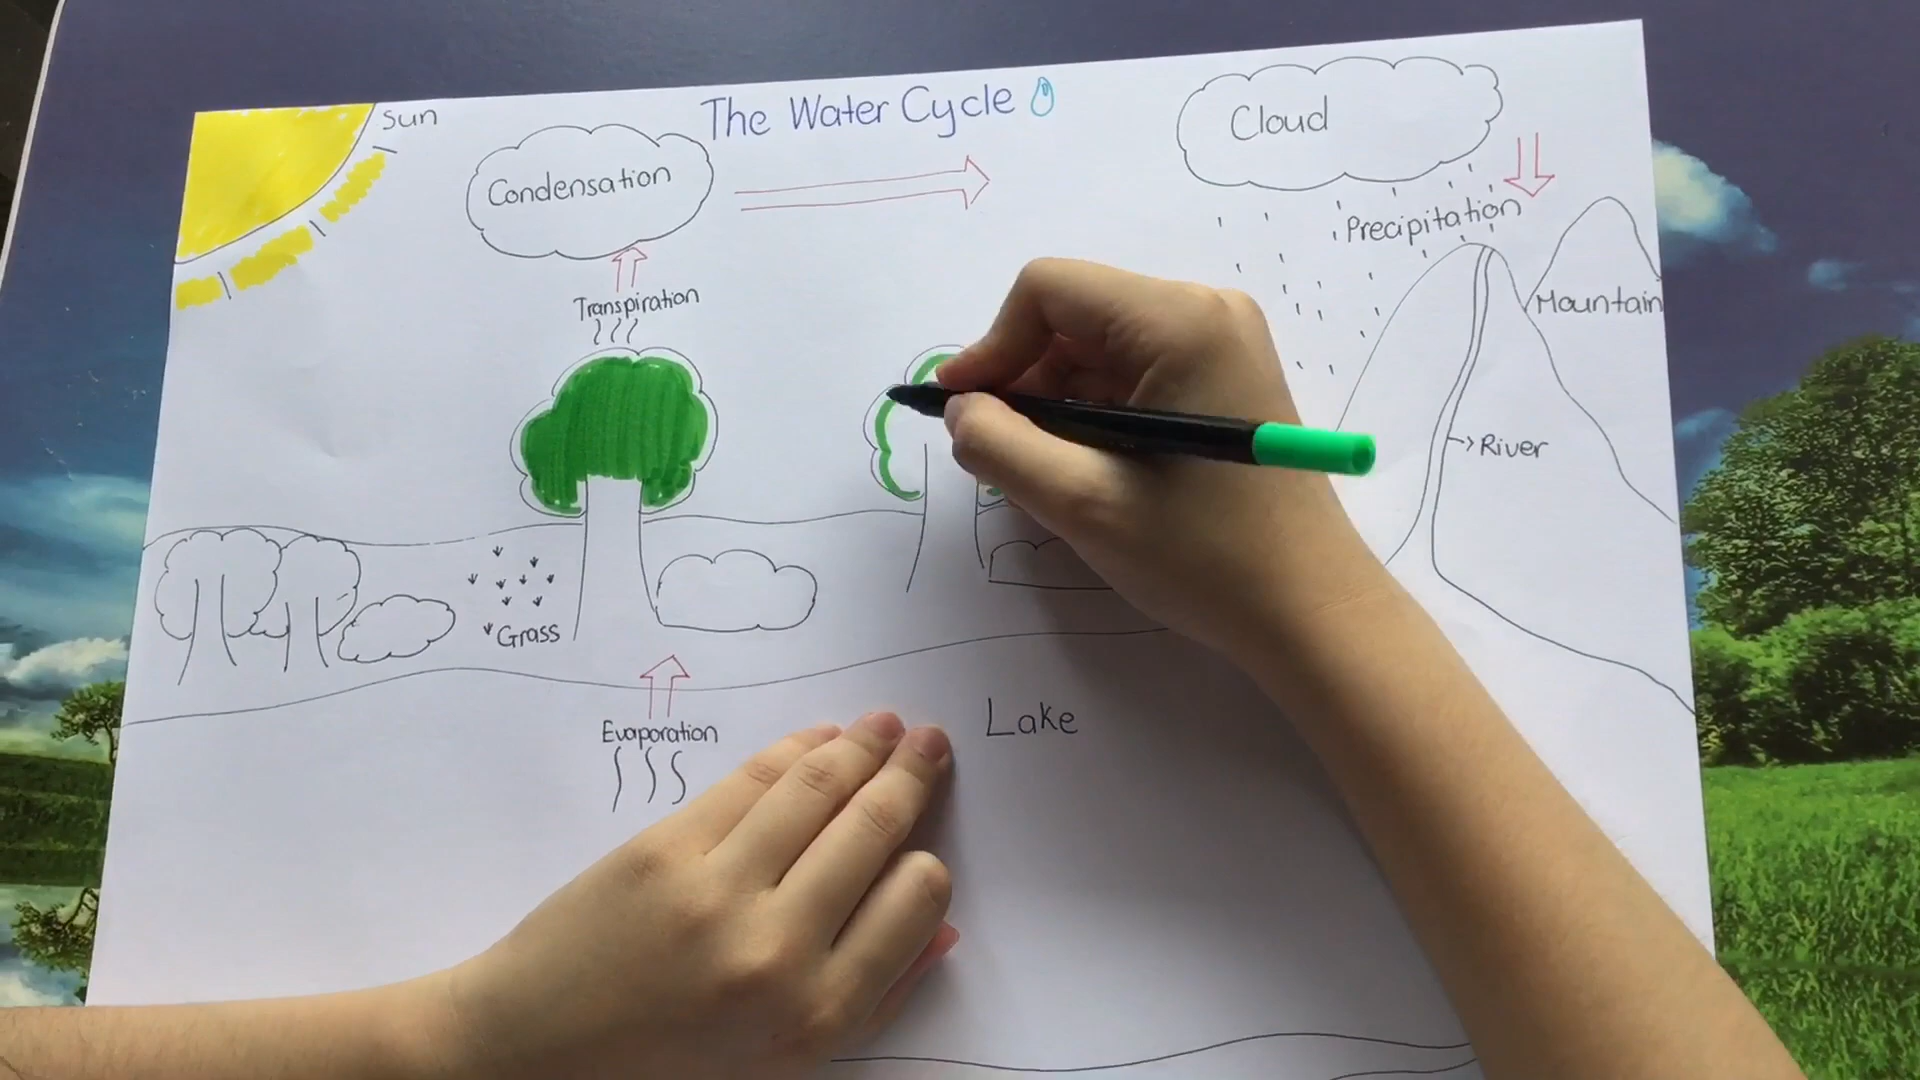 The Water Cycle
Sun
Cloud
Condensation
Precipitation
Transpiration
Mountain
River
Grass
Evaporation
Lake